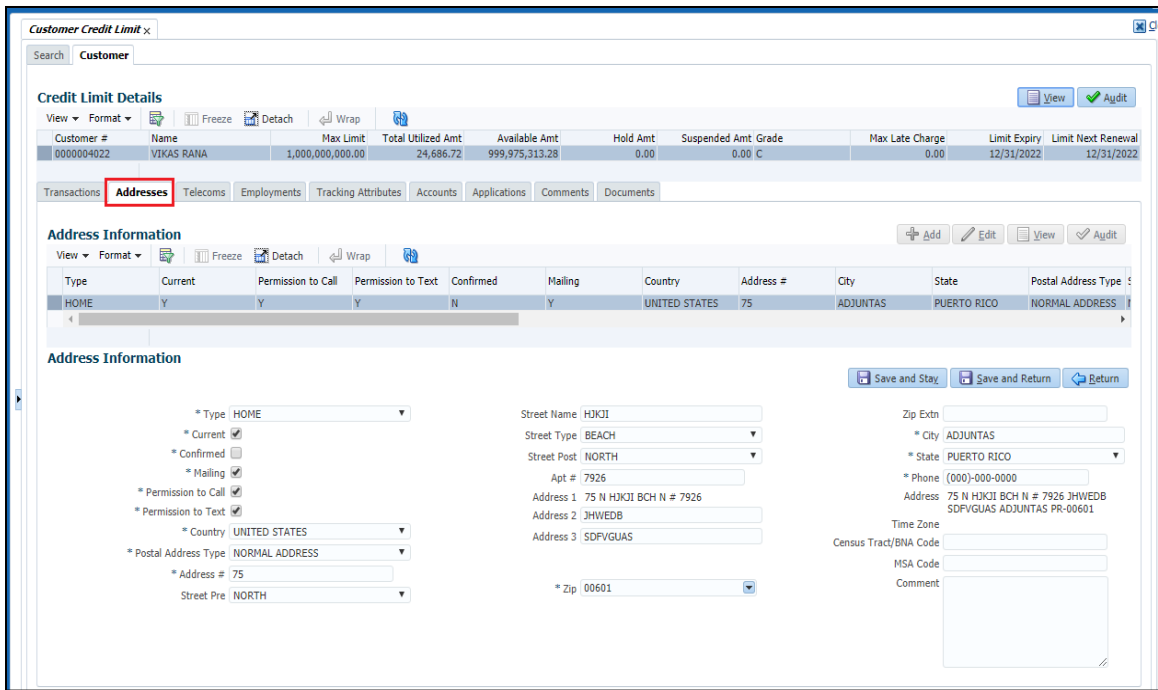 Customer Credit Limit
Search Customer
Credit Limit Details View Audit
View Format Freeze Detach Wrap
Customer # Name Max Limit Total Utilized Amt Available Amt Hold Amt Suspended Amt Grade Max Late Charge Limit Expiry Limit Next Renewal
0000004022 VIKAS RANA 1,000,000,000.00 24,686.72 999,975,313.28 0.00 0.00 C 0.00 12/31/2022 12/31/2022
Transactions Addresses Telecoms Employments Tracking Attributes Accounts Applications Comments Documents
Address Information Add Edit View Audit
View Format Freeze Detach Wrap
Type Current Permission to Call Permission to Text Confirmed Mailing Country Address # City State Postal Address Type
HOME Y Y Y N Y UNITED STATES 75 ADJUNTAS PUERTO RICO NORMAL ADDRESS
Address Information
Save and Stay Save and Return Return
* Type HOME
* Current
* Confirmed
* Mailing
* Permission to Call
* Permission to Text
* Country UNITED STATES
* Postal Address Type NORMAL ADDRESS
* Address # 75
Street Pre NORTH
Street Name HJKJI
Street Type BEACH
Street Post NORTH
Apt # 7926
Address 1 75 N HJKJI BCH N # 7926
Address 2 JHWEDB
Address 3 SDFVGUAS
* Zip 00601
Zip Extn
* City ADJUNTAS
* State PUERTO RICO
* Phone (000)-000-0000
Address 75 N HJKJI BCH N # 7926 JHWEDB
SDFVGUAS ADJUNTAS PR-00601
Time Zone
Census Tract/BNA Code
MSA Code
Comment